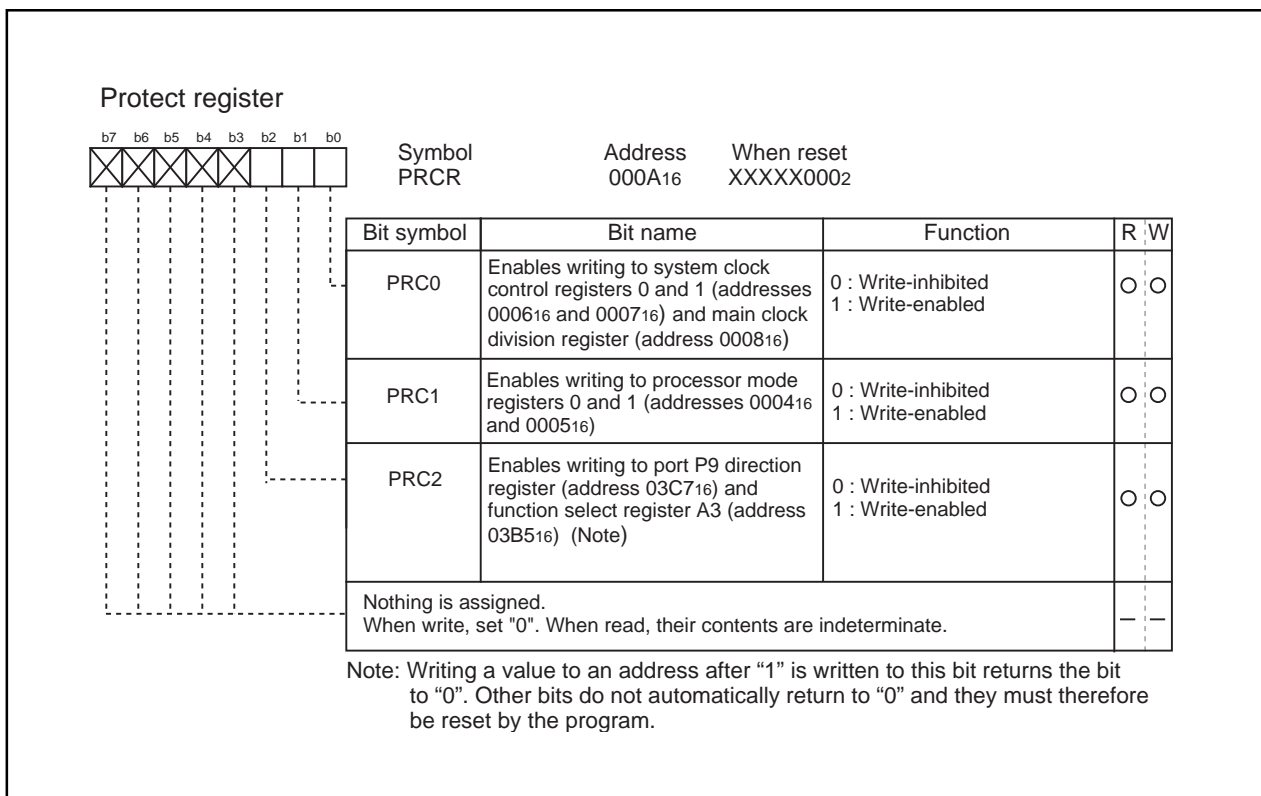 Protect register
b7 b6 b5 b4 b3 b2 b1 b0
Symbol Address When reset
PRCR 000A16 XXXXX0002
Bit symbol Bit name Function R W
PRC0
Enables writing to system clock
control registers 0 and 1 (addresses
000616 and 000716) and main clock
division register (address 000816)
0 : Write-inhibited
1 : Write-enabled
PRC1
Enables writing to processor mode
registers 0 and 1 (addresses 000416
and 000516)
0 : Write-inhibited
1 : Write-enabled
PRC2
Enables writing to port P9 direction
register (address 03C716) and
function select register A3 (address
03B516) (Note)
0 : Write-inhibited
1 : Write-enabled
Nothing is assigned.
When write, set "0". When read, their contents are indeterminate.
Note: Writing a value to an address after “1” is written to this bit returns the bit
to “0”. Other bits do not automatically return to “0” and they must therefore
be reset by the program.